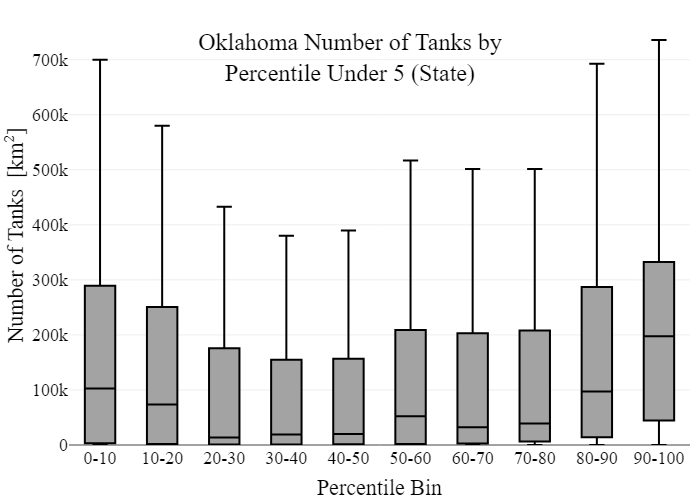 Oklahoma Number of Tanks by
Percentile Under 5 (State)
Number of Tanks [km²]
700k
600k
500k
400k
300k
200k
100k
0
0-10 10-20 20-30 30-40 40-50 50-60 60-70 70-80 80-90 90-100
Percentile Bin